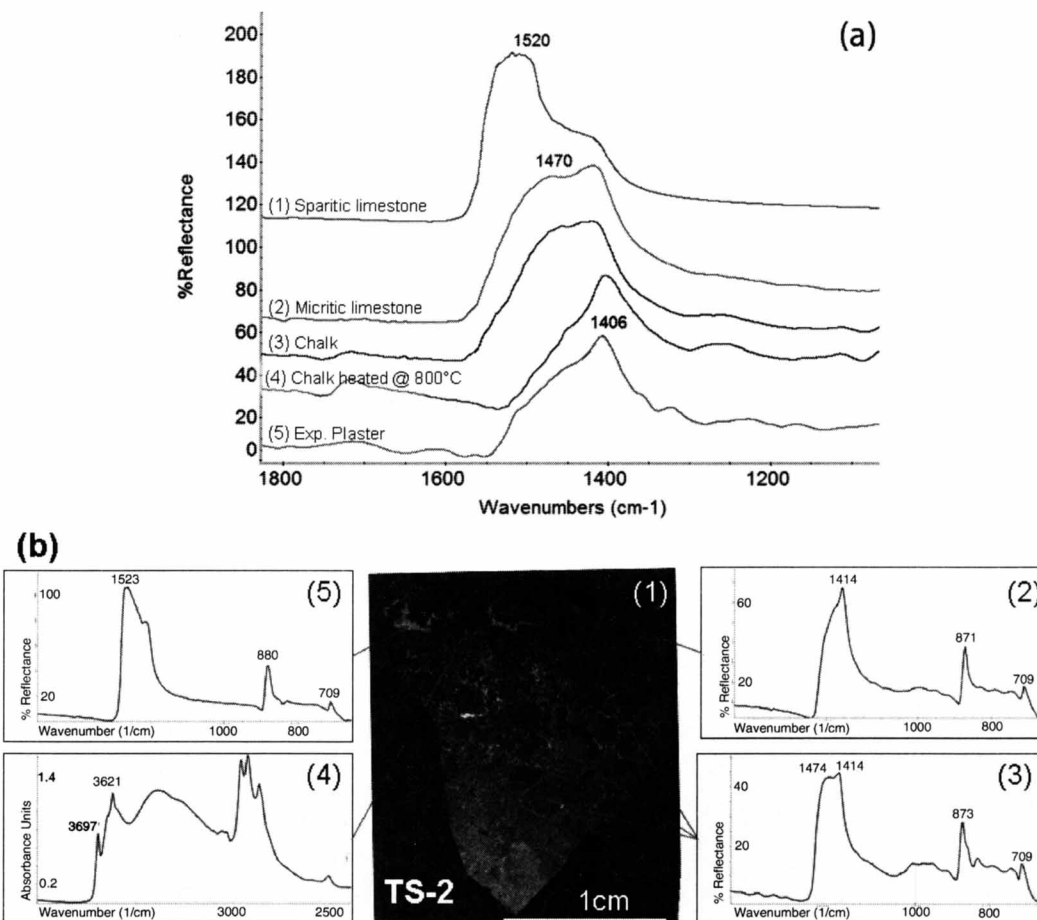 (a)
%Reflectance
200
180
160
140
120
100
80
60
40
20
0
1520
1470
1406
(1) Sparitic limestone
(2) Micritic limestone
(3) Chalk
(4) Chalk heated @ 800°C
(5) Exp. Plaster
1800 1600 1400 1200
Wavenumbers (cm-1)
(b)
(5)
% Reflectance
100
20
1523
880
709
Wavenumber (1/cm) 1000 800
(4)
Absorbance Units
1.4
0.2
3621
3697
Wavenumber (1/cm) 3000 2500
(1)
TS-2
1cm
(2)
% Reflectance
60
20
1414
871
709
Wavenumber (1/cm) 1000 800
(3)
% Reflectance
40
20
1474 1414
873
709
Wavenumber (1/cm) 1000 800